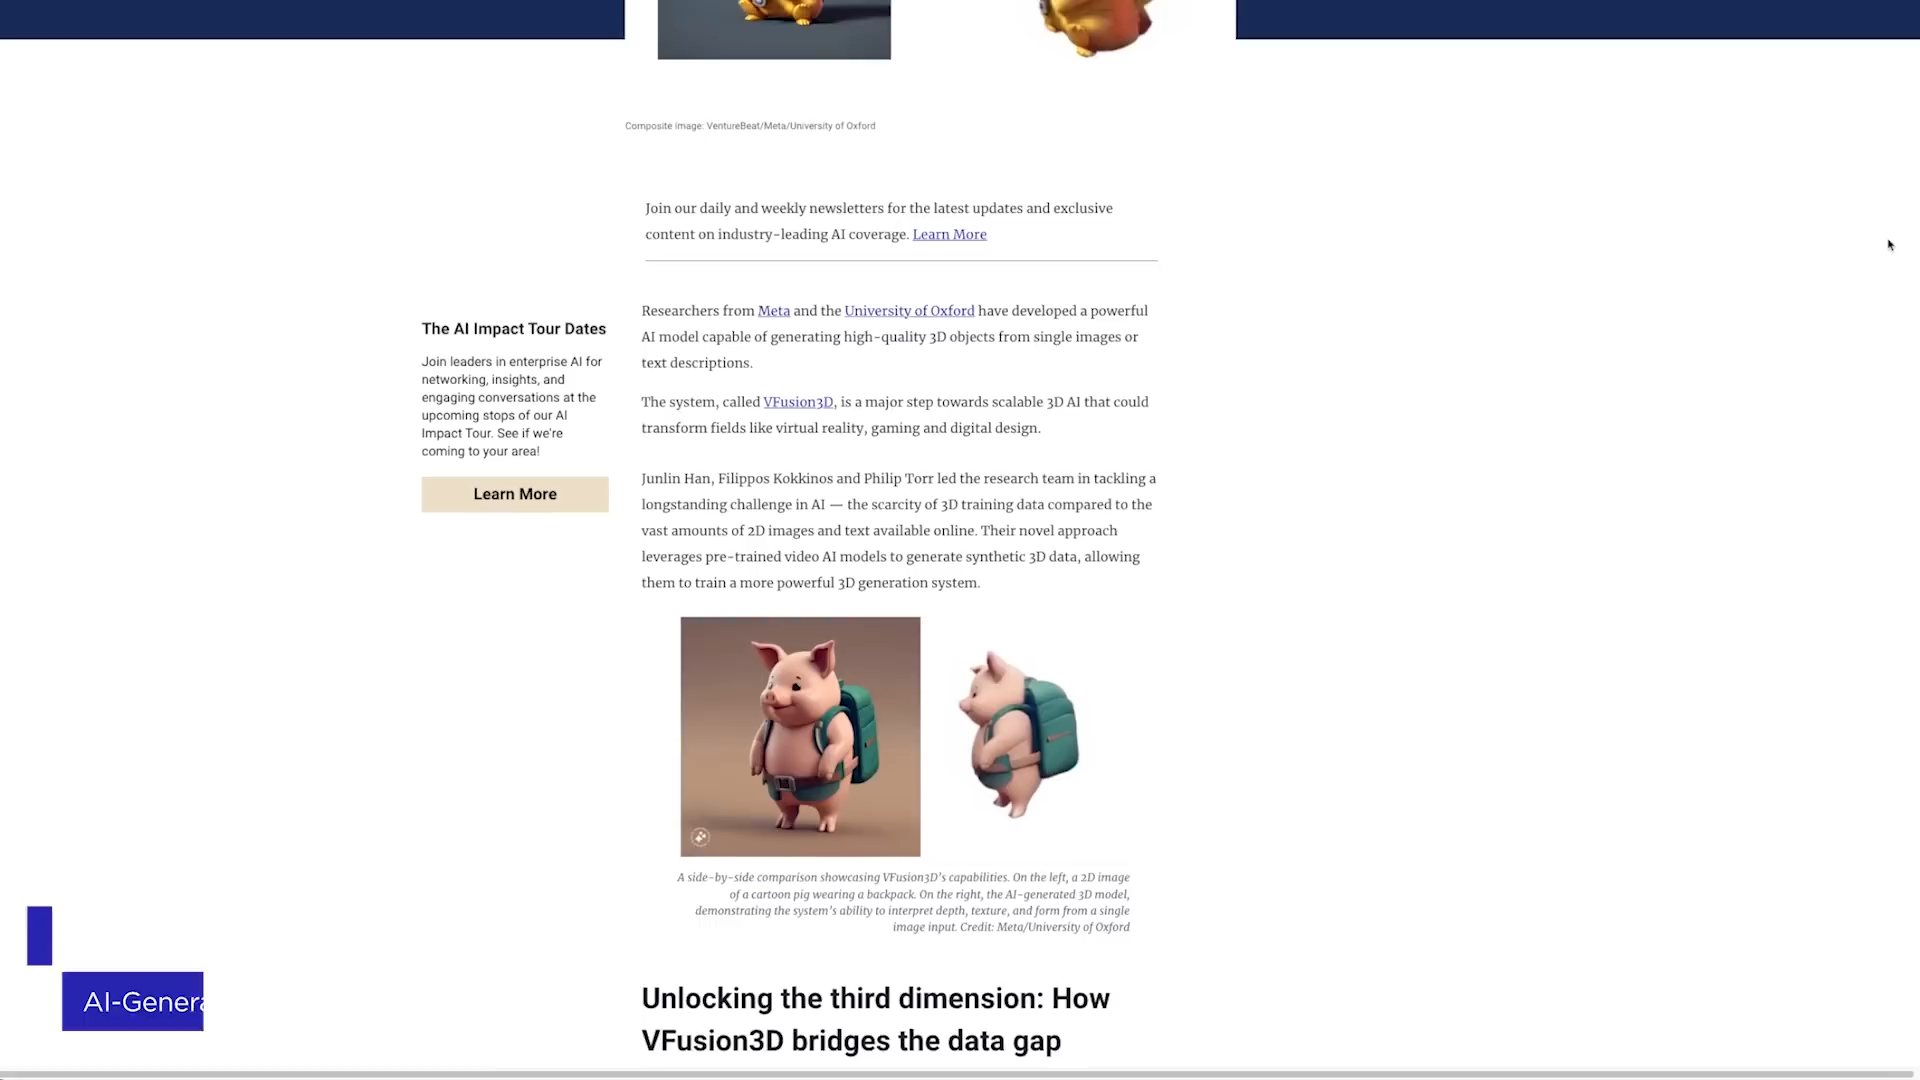 Composite image: VentureBeat/Meta/University of Oxford
Join our daily and weekly newsletters for the latest updates and exclusive
content on industry-leading AI coverage. Learn More
The AI Impact Tour Dates
Join leaders in enterprise AI for
networking, insights, and
engaging conversations at the
upcoming stops of our AI
Impact Tour. See if we're
coming to your area!
Learn More
Researchers from Meta and the University of Oxford have developed a powerful
AI model capable of generating high-quality 3D objects from single images or
text descriptions.
The system, called VFusion3D, is a major step towards scalable 3D AI that could
transform fields like virtual reality, gaming and digital design.
Junlin Han, Filippos Kokkinos and Philip Torr led the research team in tackling a
longstanding challenge in AI — the scarcity of 3D training data compared to the
vast amounts of 2D images and text available online. Their novel approach
leverages pre-trained video AI models to generate synthetic 3D data, allowing
them to train a more powerful 3D generation system.
A side-by-side comparison showcasing VFusion3D's capabilities. On the left, a 2D image
of a cartoon pig wearing a backpack. On the right, the AI-generated 3D model,
demonstrating the system's ability to interpret depth, texture, and form from a single
image input. Credit: Meta/University of Oxford
Unlocking the third dimension: How
VFusion3D bridges the data gap
AI-Genera